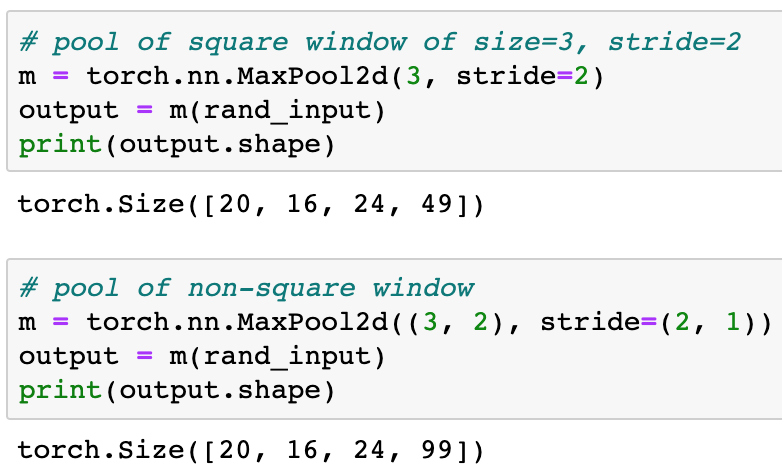 # pool of square window of size=3, stride=2
m = torch.nn.MaxPool2d(3, stride=2)
output = m(rand_input)
print(output.shape)
torch.Size([20, 16, 24, 49])
# pool of non-square window
m = torch.nn.MaxPool2d((3, 2), stride=(2, 1))
output = m(rand_input)
print(output.shape)
torch.Size([20, 16, 24, 99])